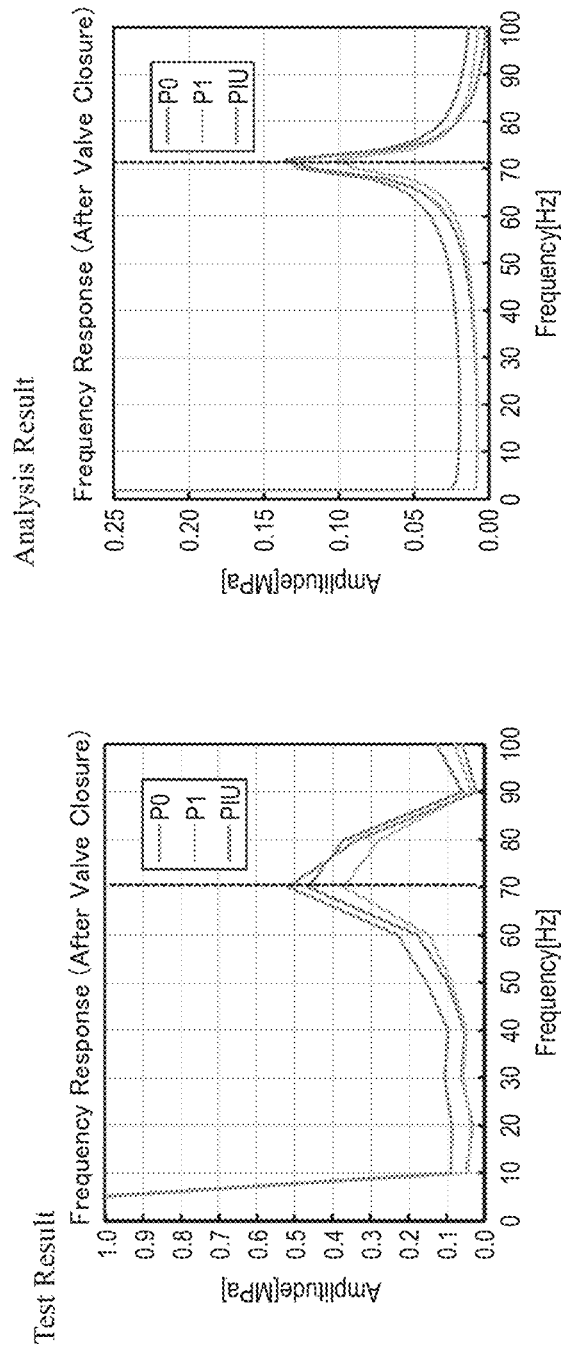 Test Result
Frequency Response (After Valve Closure)
P0
P1
PIU
1.0
0.9
0.8
0.7
0.6
0.5
0.4
0.3
0.2
0.1
0.0
Amplitude[MPa]
0 10 20 30 40 50 60 70 80 90 100
Frequency[Hz]
Analysis Result
Frequency Response (After Valve Closure)
P0
P1
PIU
0.25
0.20
0.15
0.10
0.05
0.00
Amplitude[MPa]
0 10 20 30 40 50 60 70 80 90 100
Frequency[Hz]